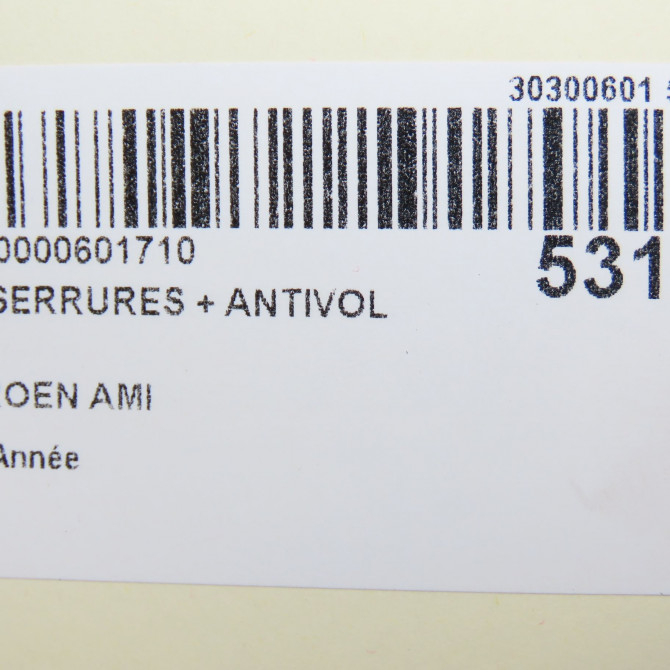 30300601
0000601710
531
SERRURES + ANTIVOL
OEN AMI
Année